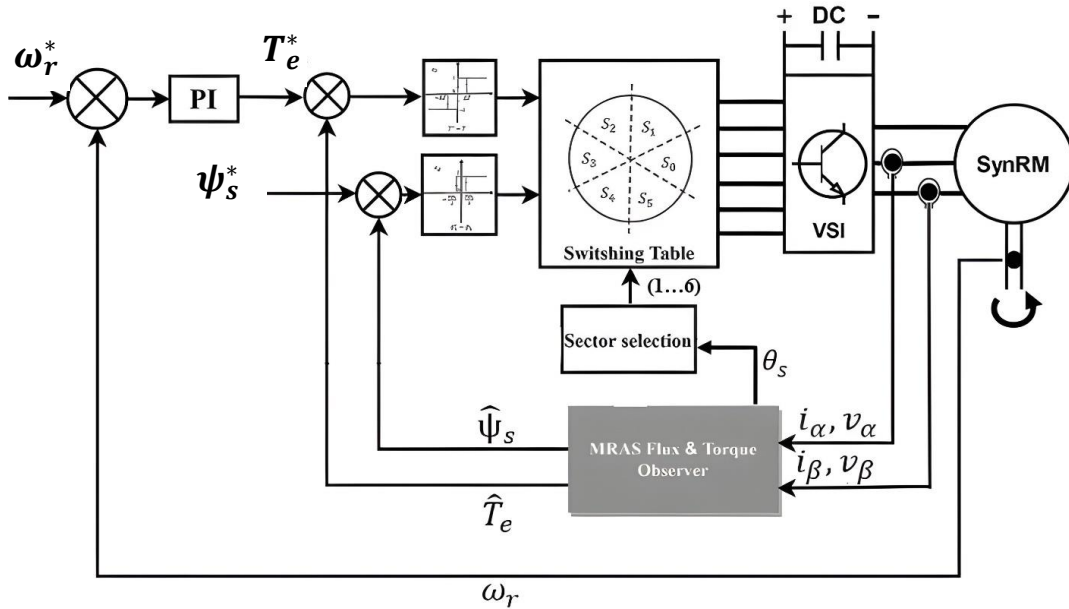 + DC -
ω_r^*
T_e^*
PI
ψ_s^*
S_2
S_1
S_3
S_0
S_4
S_5
Switshing Table
VSI
SynRM
(1...6)
Sector selection
θ_s
Ψ̂_s
MRAS Flux & Torque
Observer
i_α, v_α
i_β, v_β
T̂_e
ω_r